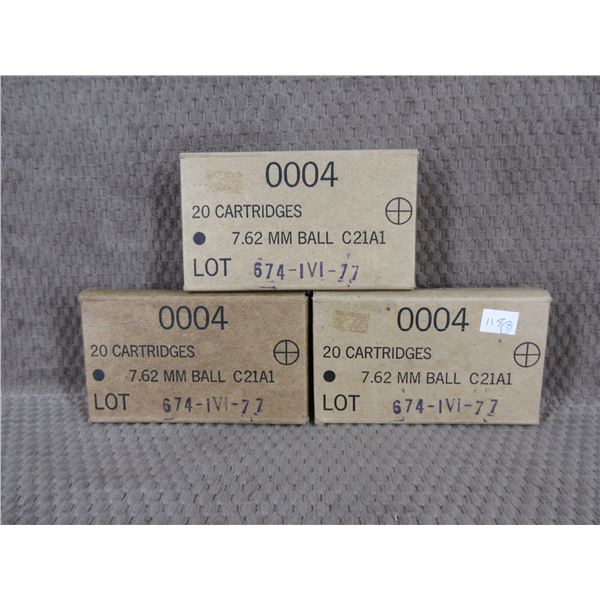 0004
20 CARTRIDGES
7.62 MM BALL C21A1
LOT 674-IVI-77
0004
20 CARTRIDGES
7.62 MM BALL C21A1
LOT 674-IVI-77
0004
20 CARTRIDGES
7.62 MM BALL C21A1
LOT 674-IVI-77